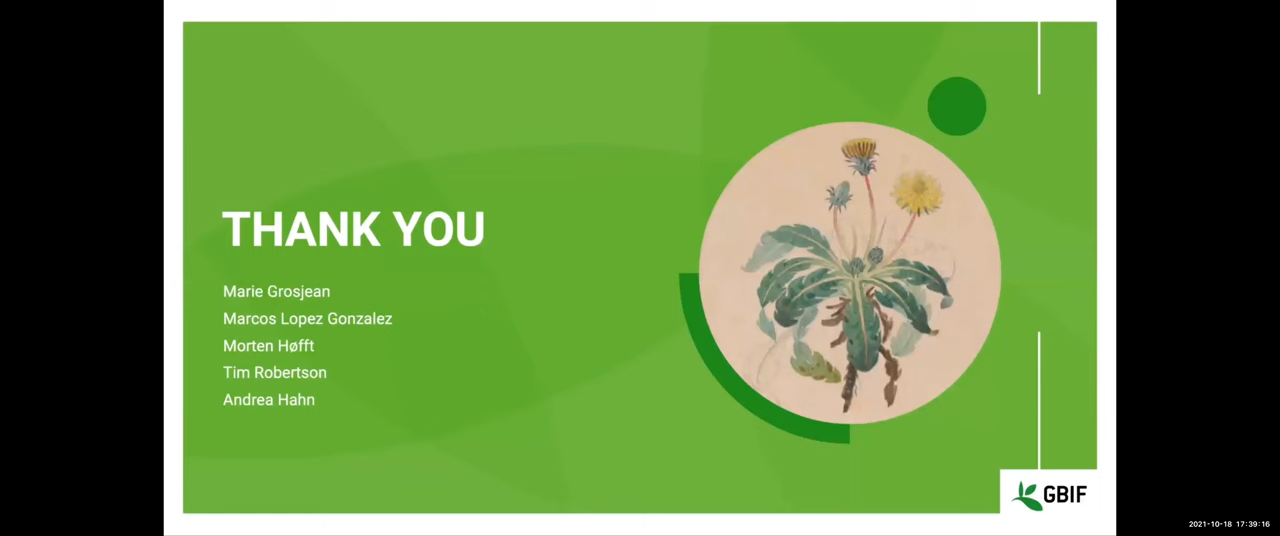 THANK YOU
Marie Grosjean
Marcos Lopez Gonzalez
Morten Høfft
Tim Robertson
Andrea Hahn
GBIF
2021-10-18 17:39:16